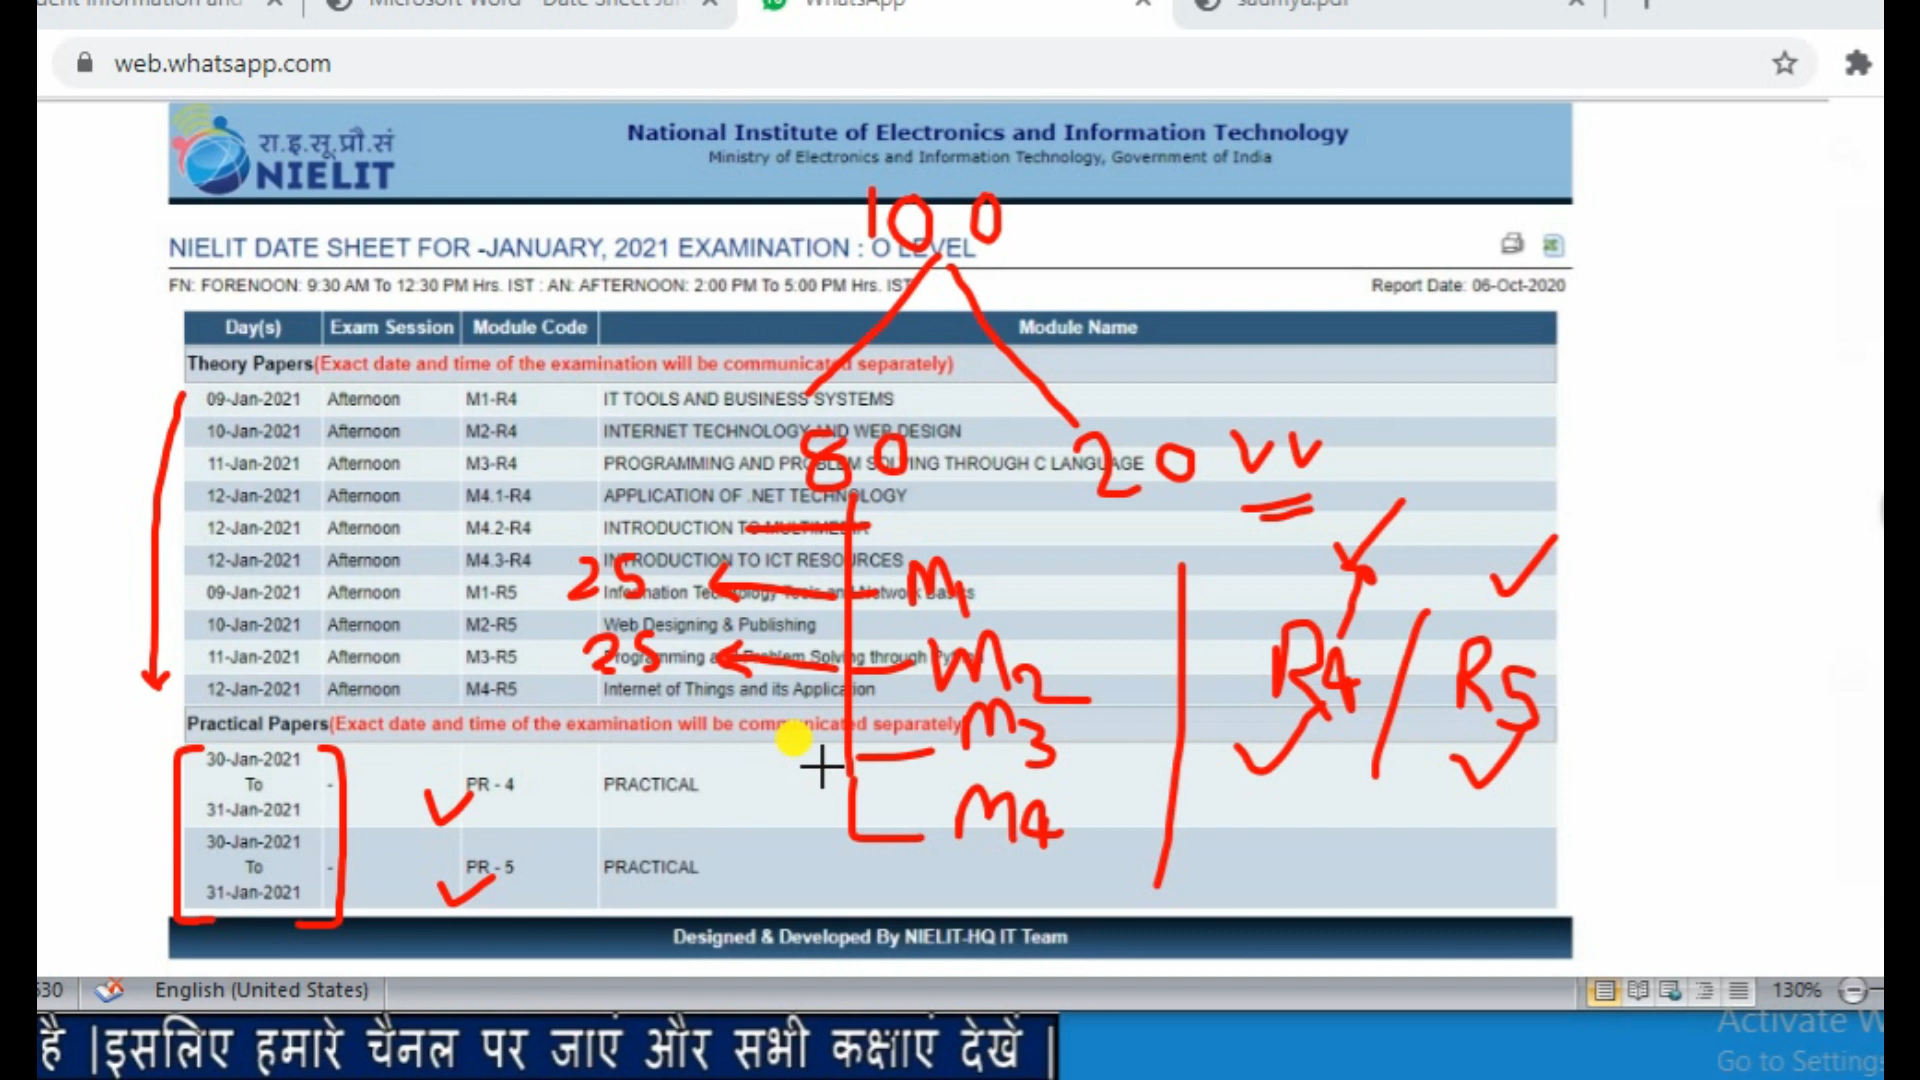 Microsoft Word - Date Sheet Jan
WhatsApp
sadhya.pdf
web.whatsapp.com
रा.इ.सू.प्रौ.सं
NIELIT
National Institute of Electronics and Information Technology
Ministry of Electronics and Information Technology, Government of India
100
NIELIT DATE SHEET FOR -JANUARY, 2021 EXAMINATION : O LEVEL
FN: FORENOON: 9:30 AM To 12:30 PM Hrs. IST : AN: AFTERNOON: 2:00 PM To 5:00 PM Hrs. IST
Report Date: 06-Oct-2020
Day(s) Exam Session Module Code Module Name
Theory Papers(Exact date and time of the examination will be communicated separately)
09-Jan-2021 Afternoon M1-R4 IT TOOLS AND BUSINESS SYSTEMS
10-Jan-2021 Afternoon M2-R4 INTERNET TECHNOLOGY AND WEB DESIGN
11-Jan-2021 Afternoon M3-R4 PROGRAMMING AND PROBLEM SOLVING THROUGH C LANGUAGE
80 20
12-Jan-2021 Afternoon M4.1-R4 APPLICATION OF .NET TECHNOLOGY
12-Jan-2021 Afternoon M4.2-R4 INTRODUCTION TO MULTIMEDIA
12-Jan-2021 Afternoon M4.3-R4 INTRODUCTION TO ICT RESOURCES
09-Jan-2021 Afternoon M1-R5 Information Technology Tools and Network Basics
25 M1
10-Jan-2021 Afternoon M2-R5 Web Designing & Publishing
11-Jan-2021 Afternoon M3-R5 Programming and Problem Solving through Python
25 M2 R4 / R5
12-Jan-2021 Afternoon M4-R5 Internet of Things and its Application
Practical Papers(Exact date and time of the examination will be communicated separately)
M3
30-Jan-2021
To - PR - 4 PRACTICAL
31-Jan-2021
M4
30-Jan-2021
To - PR - 5 PRACTICAL
31-Jan-2021
Designed & Developed By NIELIT-HQ IT Team
English (United States)
130%
है |इसलिए हमारे चैनल पर जाएं और सभी कक्षाएं देखें |
Activate W
Go to Settings